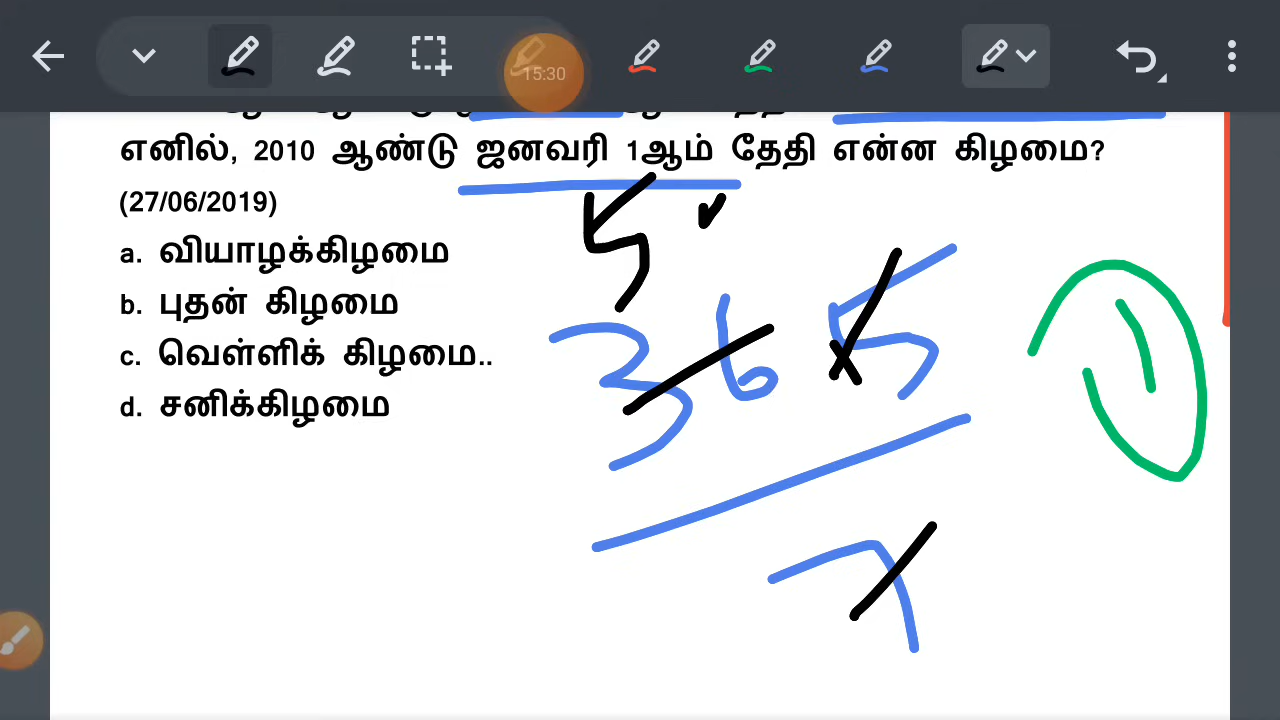 15:30
எனில், 2010 ஆண்டு ஜனவரி 1ஆம் தேதி என்ன கிழமை?
(27/06/2019)
a. வியாழக்கிழமை
b. புதன் கிழமை
c. வெள்ளிக் கிழமை..
d. சனிக்கிழமை
5
365
7
1